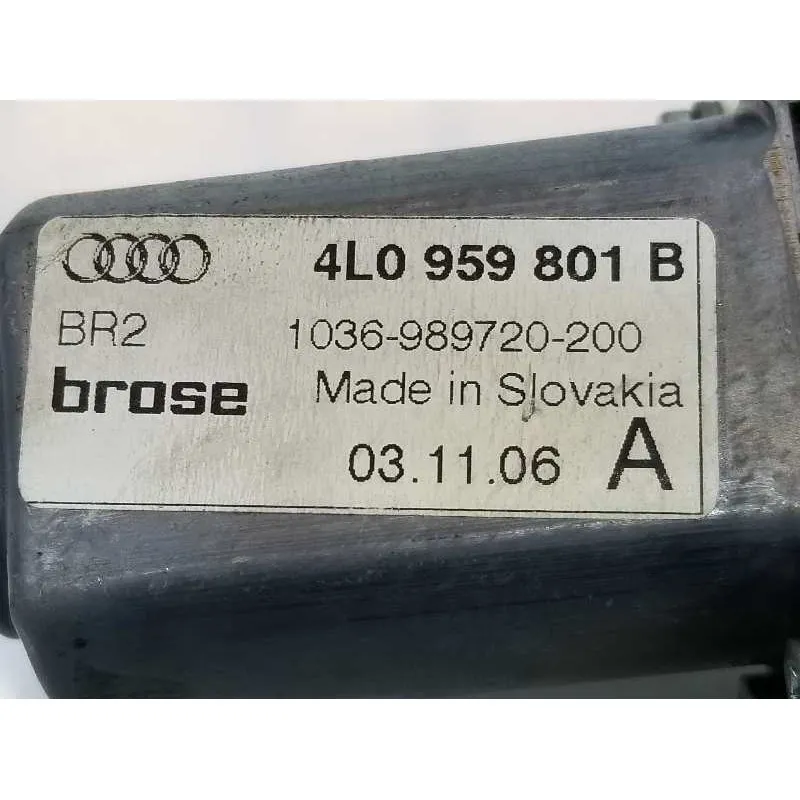 4L0 959 801 B
BR2 1036-989720-200
brose Made in Slovakia
03.11.06 A